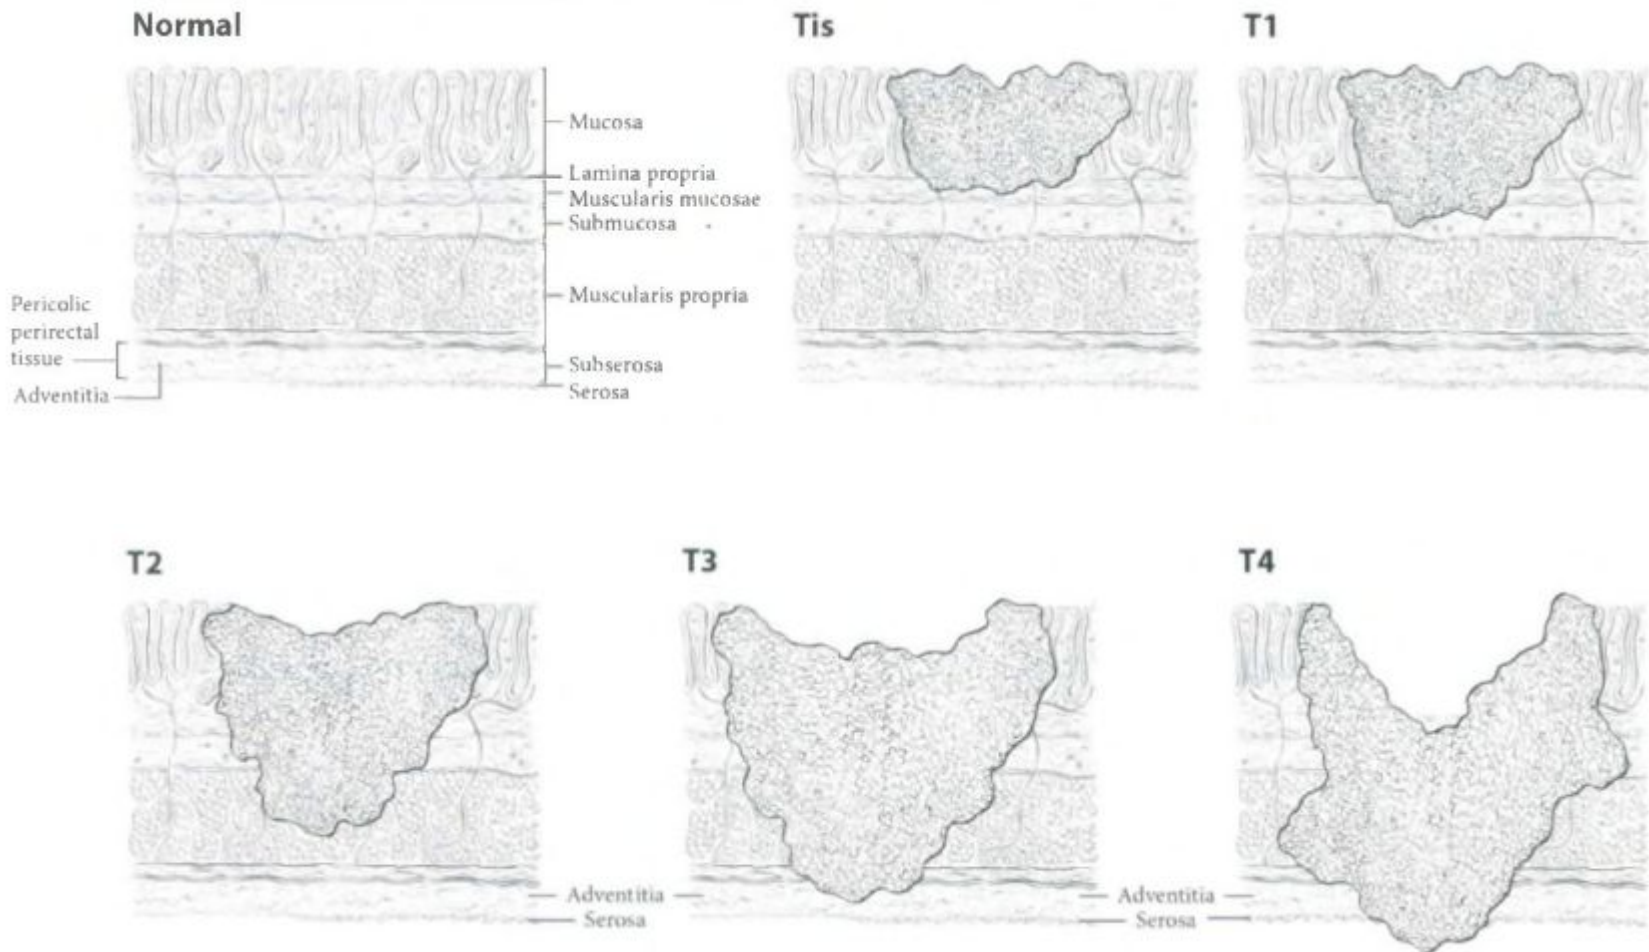 Normal
Tis
T1
Mucosa
Lamina propria
Muscularis mucosae
Submucosa
Muscularis propria
Pericolic
perirectal
tissue
Adventitia
Subserosa
Serosa
T2
T3
T4
Adventitia
Serosa
Adventitia
Serosa